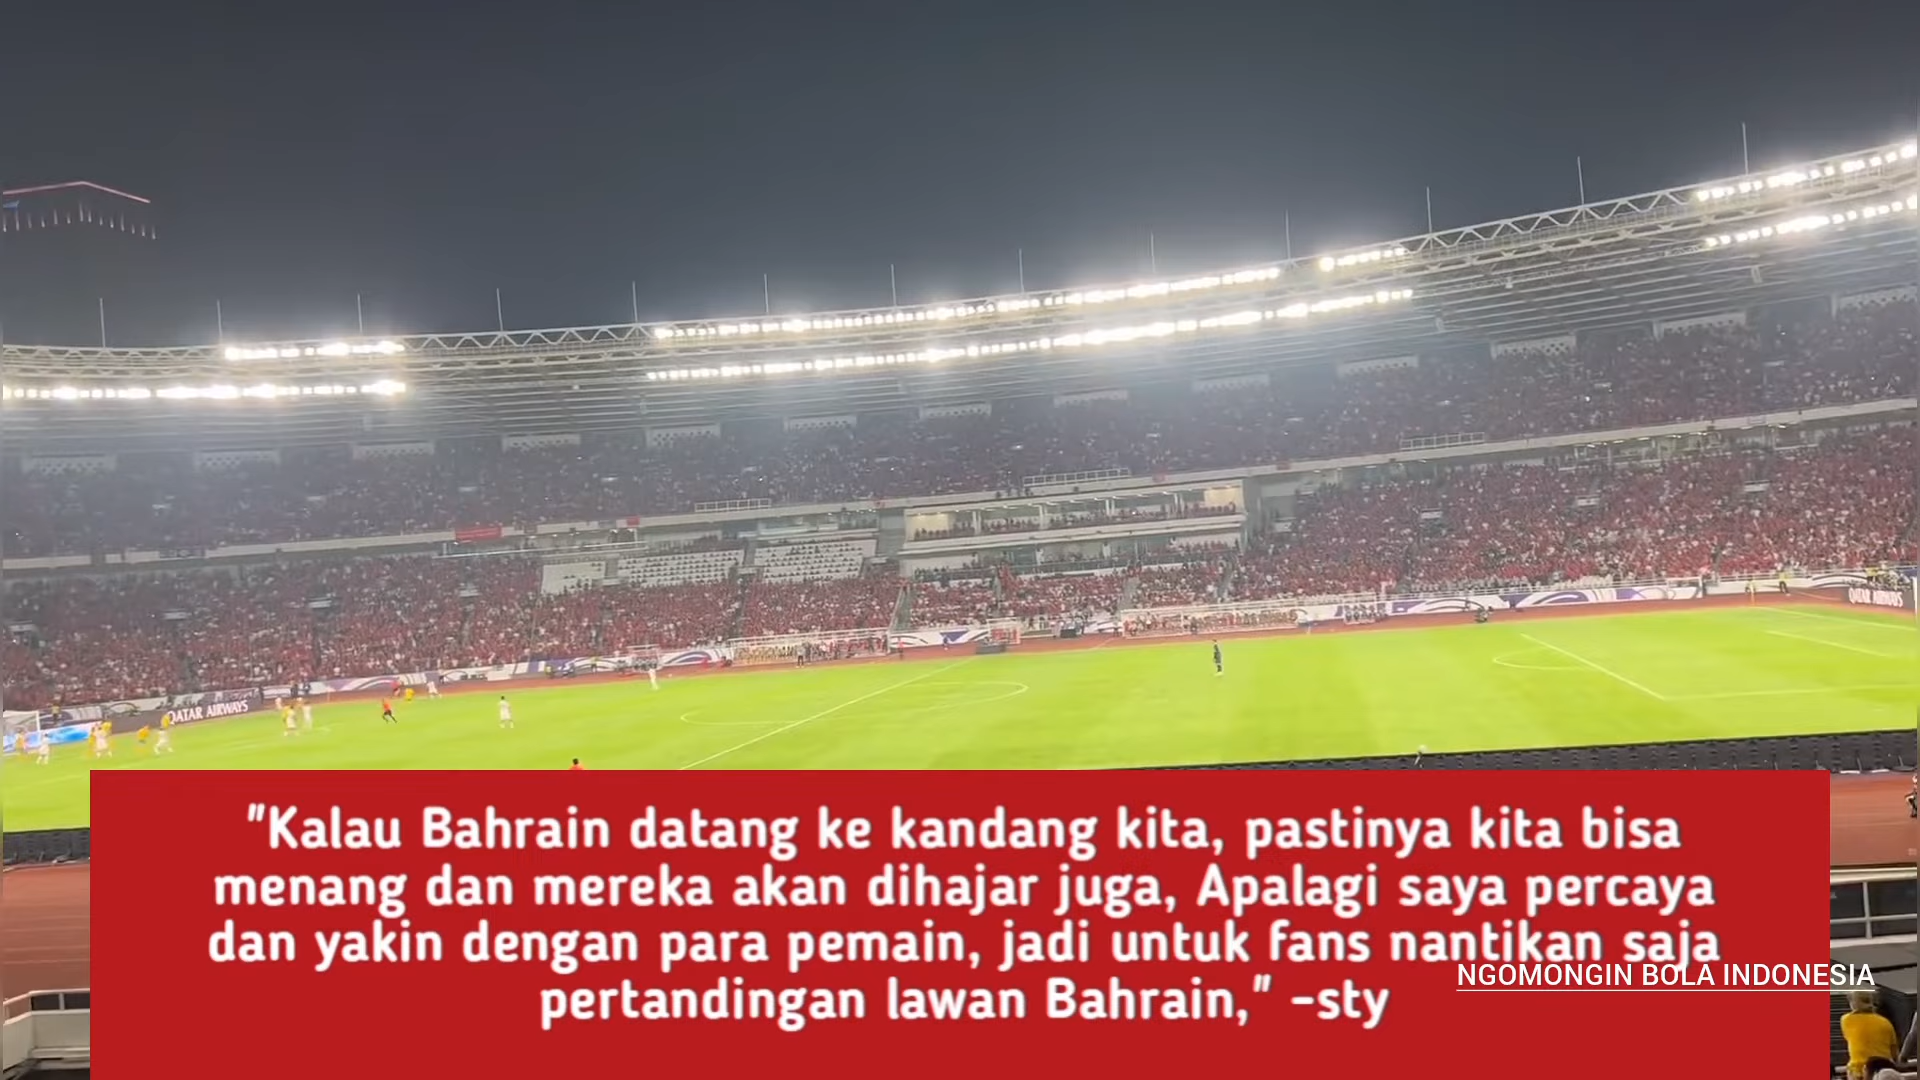 QATAR AIRWAYS
QATAR AIRWAYS
"Kalau Bahrain datang ke kandang kita, pastinya kita bisa
menang dan mereka akan dihajar juga, Apalagi saya percaya
dan yakin dengan para pemain, jadi untuk fans nantikan saja
pertandingan lawan Bahrain," -sty
NGOMONGIN BOLA INDONESIA